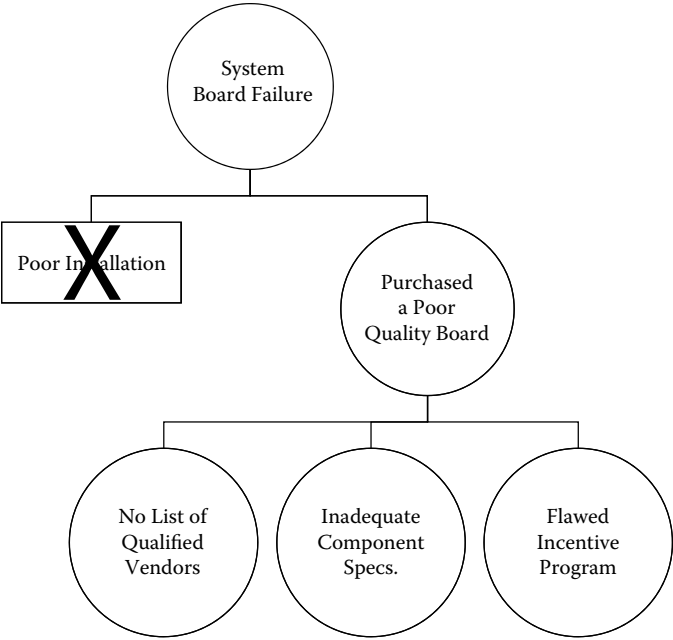 System
Board Failure
Poor Installation
X
Purchased
a Poor
Quality Board
No List of
Qualified
Vendors
Inadequate
Component
Specs.
Flawed
Incentive
Program